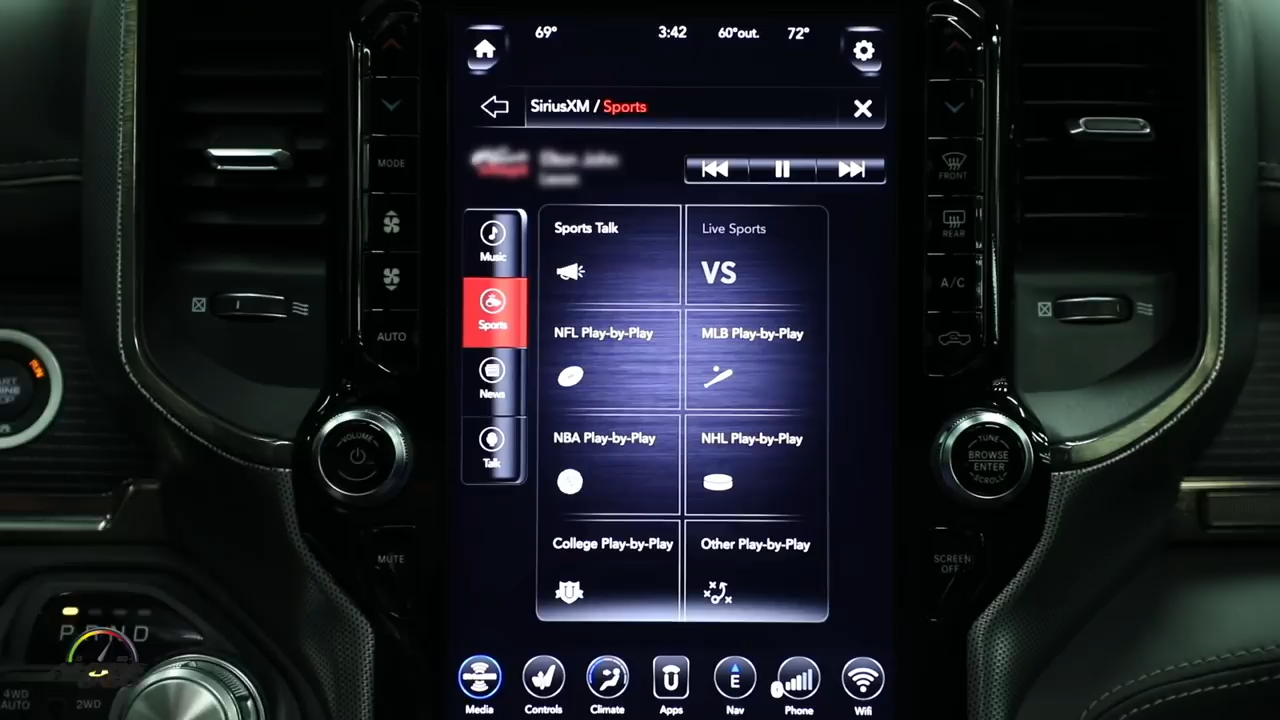 69° 3:42 60°out. 72°
SiriusXM / Sports
MODE
FRONT
REAR
A/C
AUTO
Music
Sports
News
Talk
Sports Talk
Live Sports
VS
NFL Play-by-Play
MLB Play-by-Play
NBA Play-by-Play
NHL Play-by-Play
College Play-by-Play
U
Other Play-by-Play
RUN
VOLUME
TUNE
BROWSE
ENTER
SCROLL
MUTE
SCREEN
OFF
P R N D
4WD
AUTO
2WD
E
Media
Controls
Climate
Apps
Nav
Phone
Wifi